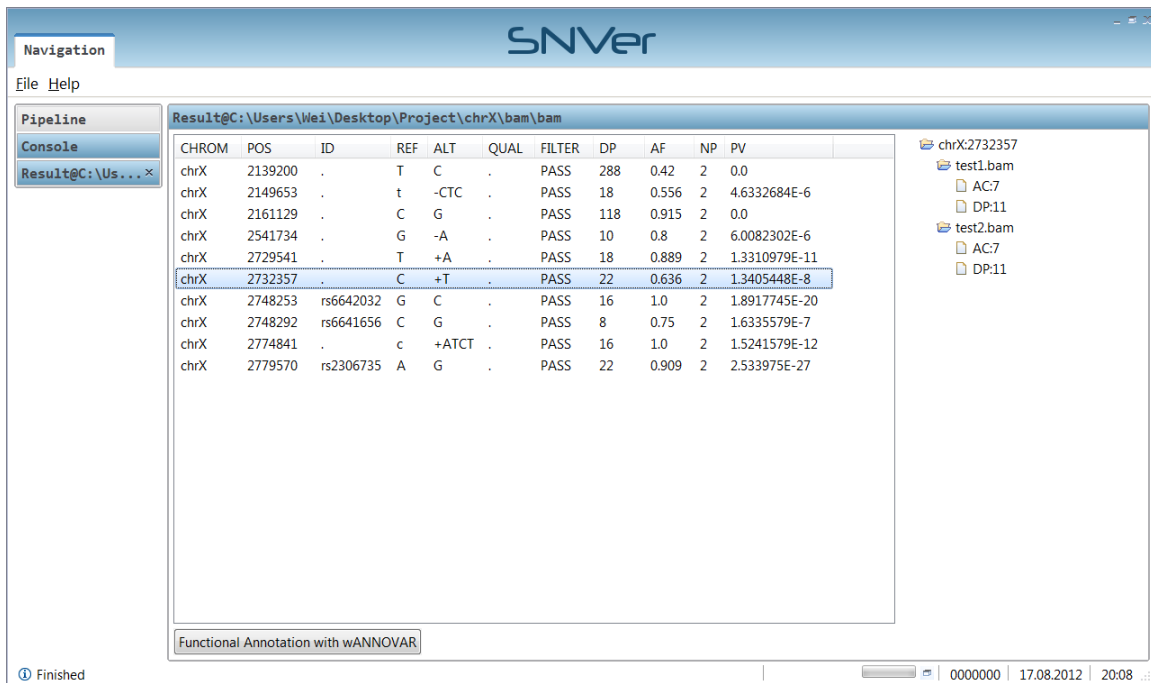 SNVer
Navigation
File Help
Pipeline
Console
Result@C:\Us...×
Result@C:\Users\Wei\Desktop\Project\chrX\bam\bam
CHROM POS ID REF ALT QUAL FILTER DP AF NP PV
chrX 2139200 . T C . PASS 288 0.42 2 0.0
chrX 2149653 . t -CTC . PASS 18 0.556 2 4.6332684E-6
chrX 2161129 . C G . PASS 118 0.915 2 0.0
chrX 2541734 . G -A . PASS 10 0.8 2 6.0082302E-6
chrX 2729541 . T +A . PASS 18 0.889 2 1.3310979E-11
chrX 2732357 . C +T . PASS 22 0.636 2 1.3405448E-8
chrX 2748253 rs6642032 G C . PASS 16 1.0 2 1.8917745E-20
chrX 2748292 rs6641656 C G . PASS 8 0.75 2 1.6335579E-7
chrX 2774841 . c +ATCT . PASS 16 1.0 2 1.5241579E-12
chrX 2779570 rs2306735 A G . PASS 22 0.909 2 2.533975E-27
chrX:2732357
test1.bam
AC:7
DP:11
test2.bam
AC:7
DP:11
Functional Annotation with wANNOVAR
Finished
0000000 17.08.2012 20:08